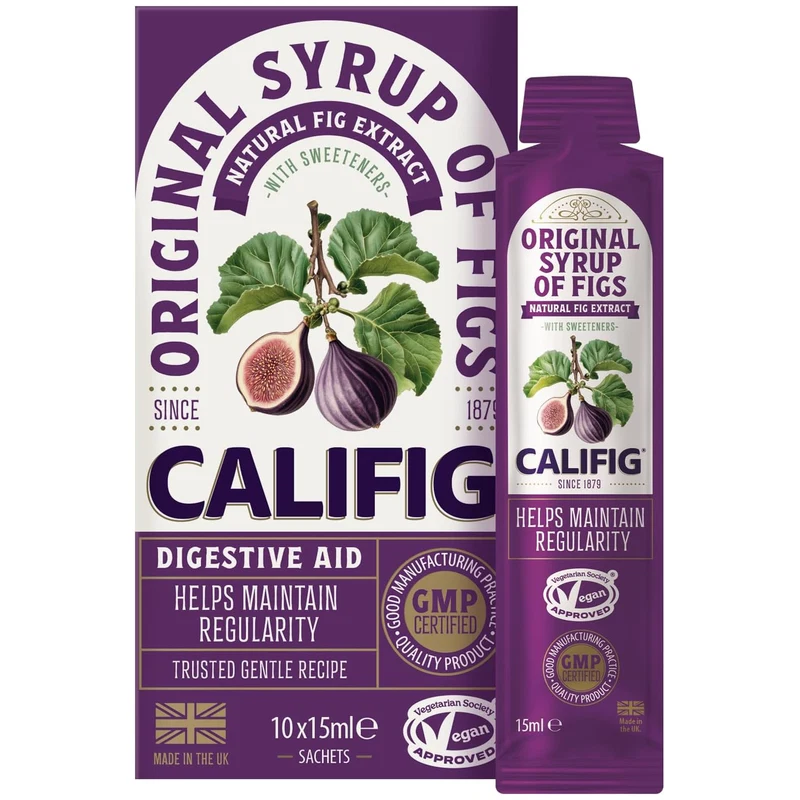 ORIGINAL SYRUP OF FIGS
NATURAL FIG EXTRACT
-WITH SWEETENERS-
SINCE
1879
CALIFIG
DIGESTIVE AID
HELPS MAINTAIN
REGULARITY
TRUSTED GENTLE RECIPE
GOOD MANUFACTURING PRACTICE
GMP
CERTIFIED
• QUALITY PRODUCT •
MADE IN THE UK
10x15ml℮
SACHETS
Vegetarian Society
Vegan
APPROVED
ORIGINAL
SYRUP
OF FIGS
NATURAL FIG EXTRACT
-WITH SWEETENERS-
CALIFIG®
SINCE 1879
HELPS MAINTAIN
REGULARITY
Vegetarian Society®
Vegan
APPROVED
GOOD MANUFACTURING PRACTICE
GMP
CERTIFIED
• QUALITY PRODUCT •
15ml ℮
Made in
the UK.